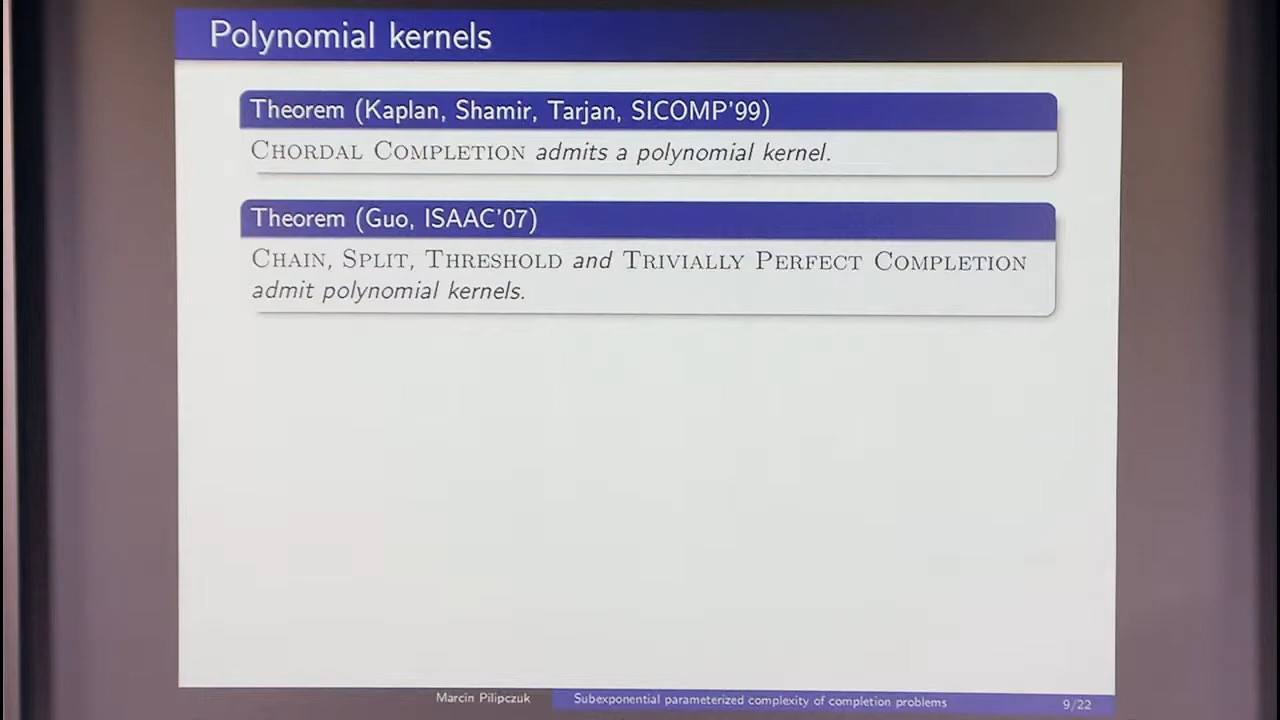 Polynomial kernels
Theorem (Kaplan, Shamir, Tarjan, SICOMP'99)
CHORDAL COMPLETION admits a polynomial kernel.
Theorem (Guo, ISAAC'07)
CHAIN, SPLIT, THRESHOLD and TRIVIALLY PERFECT COMPLETION
admit polynomial kernels.
Marcin Pilipczuk
Subexponential parameterized complexity of completion problems
9/22